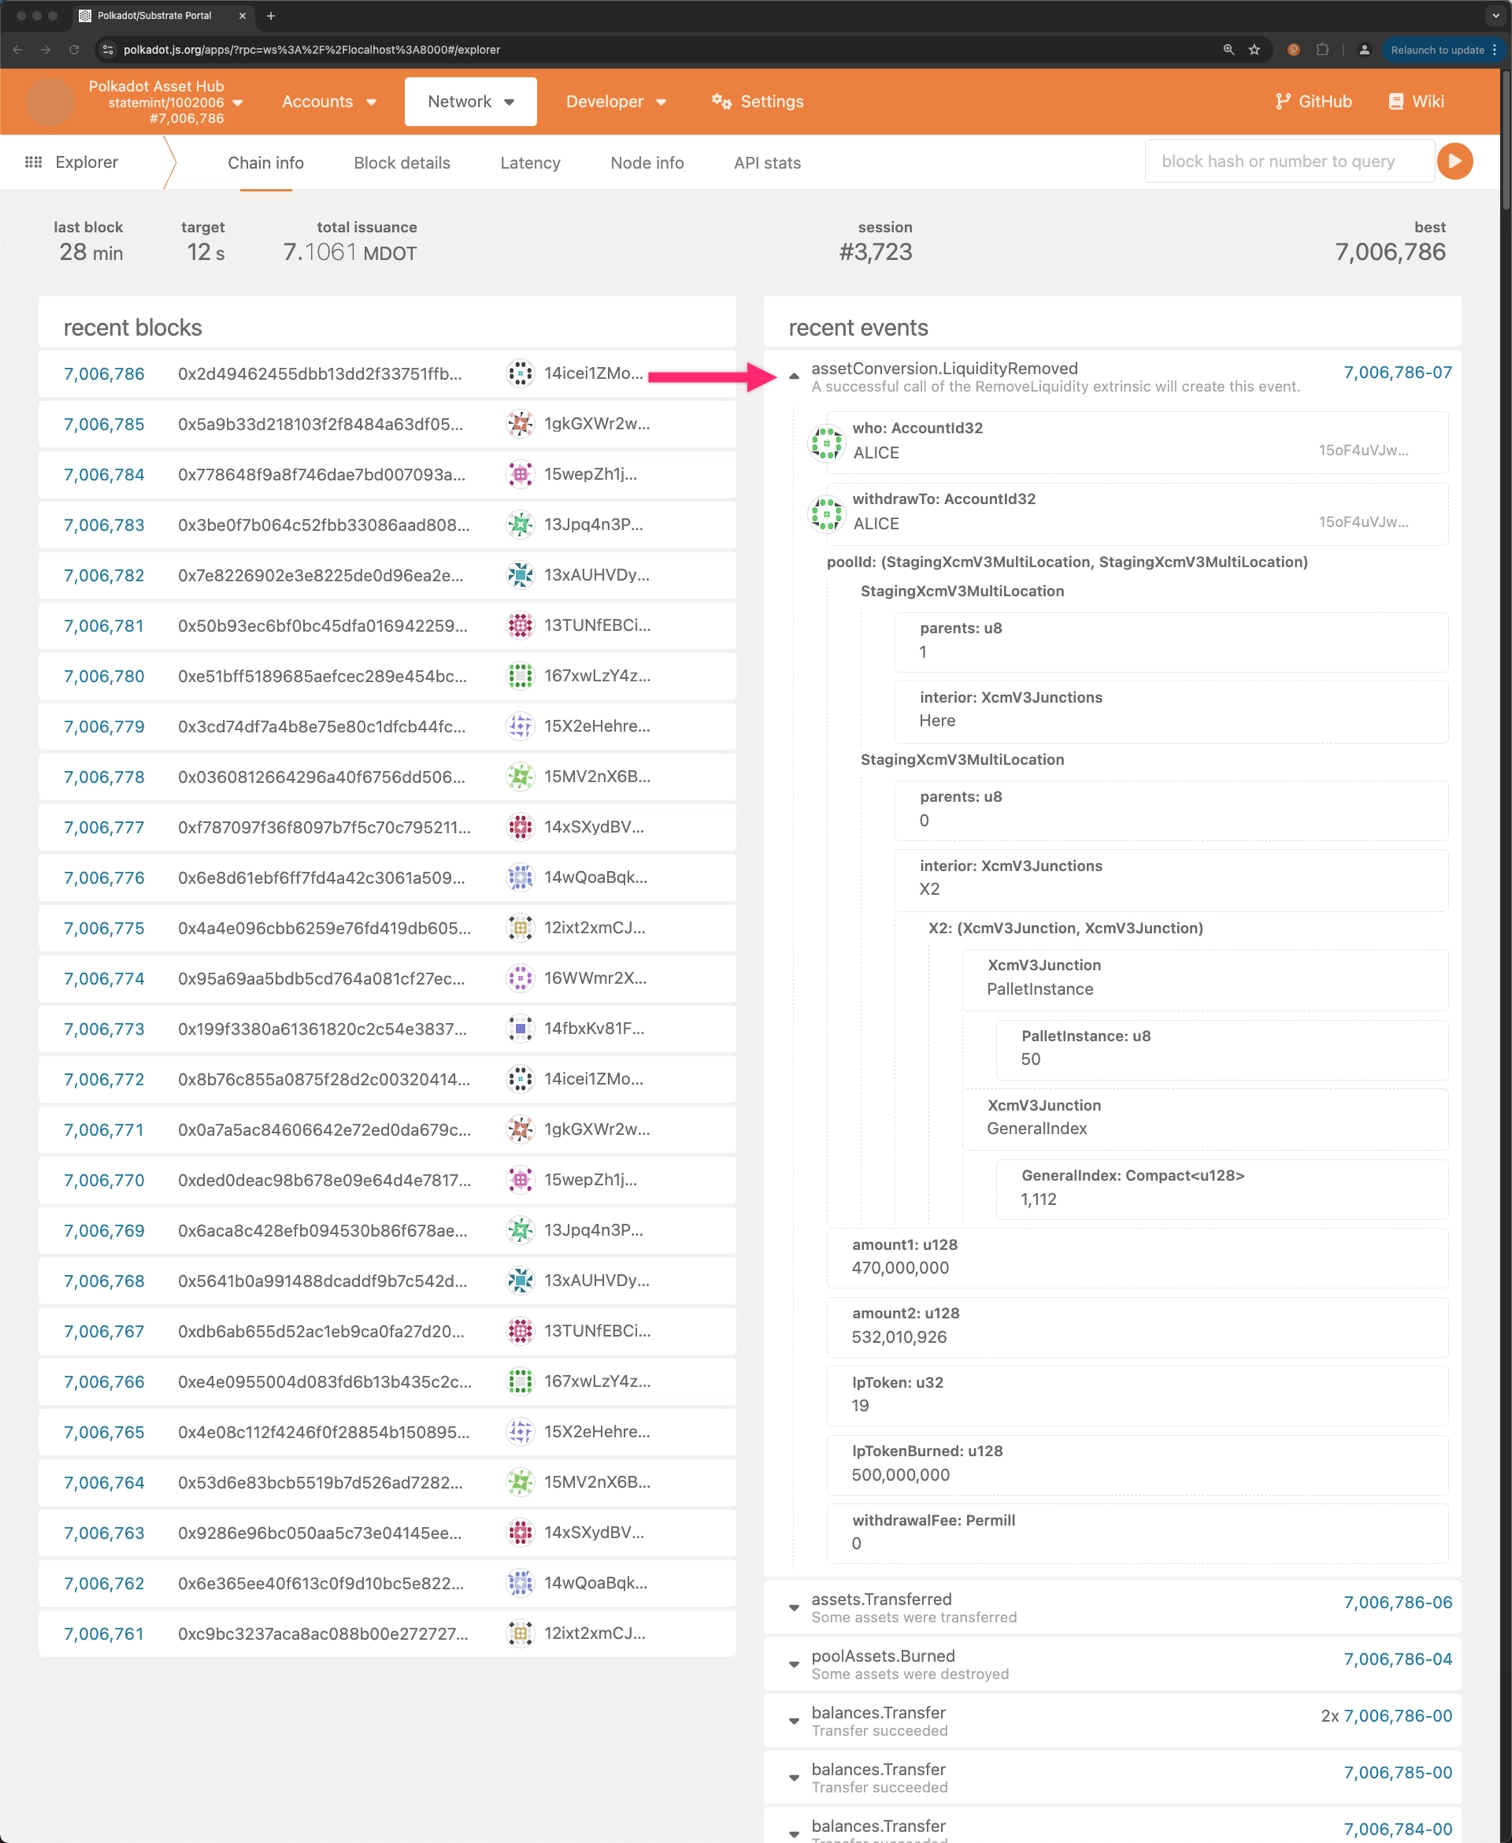 Polkadot/Substrate Portal
polkadot.js.org/apps/?rpc=ws%3A%2F%2Flocalhost%3A8000#/explorer
Relaunch to update
Polkadot Asset Hub
statemint/1002006
#7,006,786
Accounts
Network
Developer
Settings
GitHub
Wiki
Explorer
Chain info
Block details
Latency
Node info
API stats
block hash or number to query
last block
28 min
target
12 s
total issuance
7.1061 MDOT
session
#3,723
best
7,006,786
recent blocks
7,006,786 0x2d49462455dbb13dd2f33751ffb... 14icei1ZMo...
7,006,785 0x5a9b33d218103f2f8484a63df05... 1gkGXWr2w...
7,006,784 0x778648f9a8f746dae7bd007093a... 15wepZh1j...
7,006,783 0x3be0f7b064c52fbb33086aad808... 13Jpq4n3P...
7,006,782 0x7e8226902e3e8225de0d96ea2e... 13xAUHVDy...
7,006,781 0x50b93ec6bf0bc45dfa016942259... 13TUNfEBCi...
7,006,780 0xe51bff5189685aefcec289e454bc... 167xwLzY4z...
7,006,779 0x3cd74df7a4b8e75e80c1dfcb44fc... 15X2eHehre...
7,006,778 0x0360812664296a40f6756dd506... 15MV2nX6B...
7,006,777 0xf787097f36f8097b7f5c70c795211... 14xSXydBV...
7,006,776 0x6e8d61ebf6ff7fd4a42c3061a509... 14wQoaBqk...
7,006,775 0x4a4e096cbb6259e76fd419db605... 12ixt2xmCJ...
7,006,774 0x95a69aa5bdb5cd764a081cf27ec... 16WWmr2X...
7,006,773 0x199f3380a61361820c2c54e3837... 14fbxKv81F...
7,006,772 0x8b76c855a0875f28d2c00320414... 14icei1ZMo...
7,006,771 0x0a7a5ac84606642e72ed0da679c... 1gkGXWr2w...
7,006,770 0xded0deac98b678e09e64d4e7817... 15wepZh1j...
7,006,769 0x6aca8c428efb094530b86f678ae... 13Jpq4n3P...
7,006,768 0x5641b0a991488dcaddf9b7c542d... 13xAUHVDy...
7,006,767 0xdb6ab655d52ac1eb9ca0fa27d20... 13TUNfEBCi...
7,006,766 0xe4e0955004d083fd6b13b435c2c... 167xwLzY4z...
7,006,765 0x4e08c112f4246f0f28854b150895... 15X2eHehre...
7,006,764 0x53d6e83bcb5519b7d526ad7282... 15MV2nX6B...
7,006,763 0x9286e96bc050aa5c73e04145ee... 14xSXydBV...
7,006,762 0x6e365ee40f613c0f9d10bc5e822... 14wQoaBqk...
7,006,761 0xc9bc3237aca8ac088b00e272727... 12ixt2xmCJ...
recent events
assetConversion.LiquidityRemoved 7,006,786-07
A successful call of the RemoveLiquidity extrinsic will create this event.
who: AccountId32
ALICE 15oF4uVJw...
withdrawTo: AccountId32
ALICE 15oF4uVJw...
poolId: (StagingXcmV3MultiLocation, StagingXcmV3MultiLocation)
StagingXcmV3MultiLocation
parents: u8
1
interior: XcmV3Junctions
Here
StagingXcmV3MultiLocation
parents: u8
0
interior: XcmV3Junctions
X2
X2: (XcmV3Junction, XcmV3Junction)
XcmV3Junction
PalletInstance
PalletInstance: u8
50
XcmV3Junction
GeneralIndex
GeneralIndex: Compact<u128>
1,112
amount1: u128
470,000,000
amount2: u128
532,010,926
lpToken: u32
19
lpTokenBurned: u128
500,000,000
withdrawalFee: Permill
0
assets.Transferred 7,006,786-06
Some assets were transferred
poolAssets.Burned 7,006,786-04
Some assets were destroyed
balances.Transfer 2x 7,006,786-00
Transfer succeeded
balances.Transfer 7,006,785-00
Transfer succeeded
balances.Transfer 7,006,784-00
Transfer succeeded